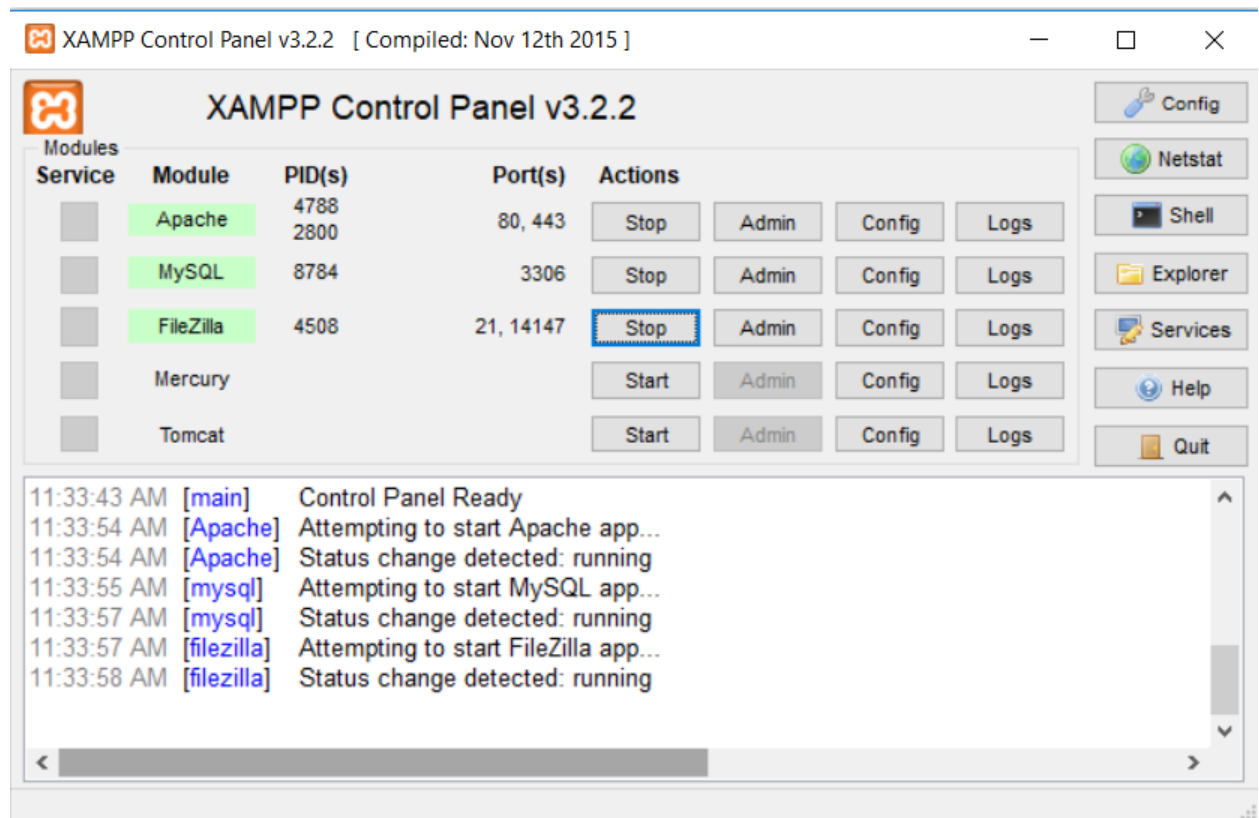 XAMPP Control Panel v3.2.2 [ Compiled: Nov 12th 2015 ]
XAMPP Control Panel v3.2.2
Config
Modules
Netstat
Service Module PID(s) Port(s) Actions
Apache 4788 2800 80, 443 Stop Admin Config Logs
Shell
MySQL 8784 3306 Stop Admin Config Logs
Explorer
FileZilla 4508 21, 14147 Stop Admin Config Logs
Services
Mercury Start Admin Config Logs
Help
Tomcat Start Admin Config Logs
Quit
11:33:43 AM [main] Control Panel Ready
11:33:54 AM [Apache] Attempting to start Apache app...
11:33:54 AM [Apache] Status change detected: running
11:33:55 AM [mysql] Attempting to start MySQL app...
11:33:57 AM [mysql] Status change detected: running
11:33:57 AM [filezilla] Attempting to start FileZilla app...
11:33:58 AM [filezilla] Status change detected: running